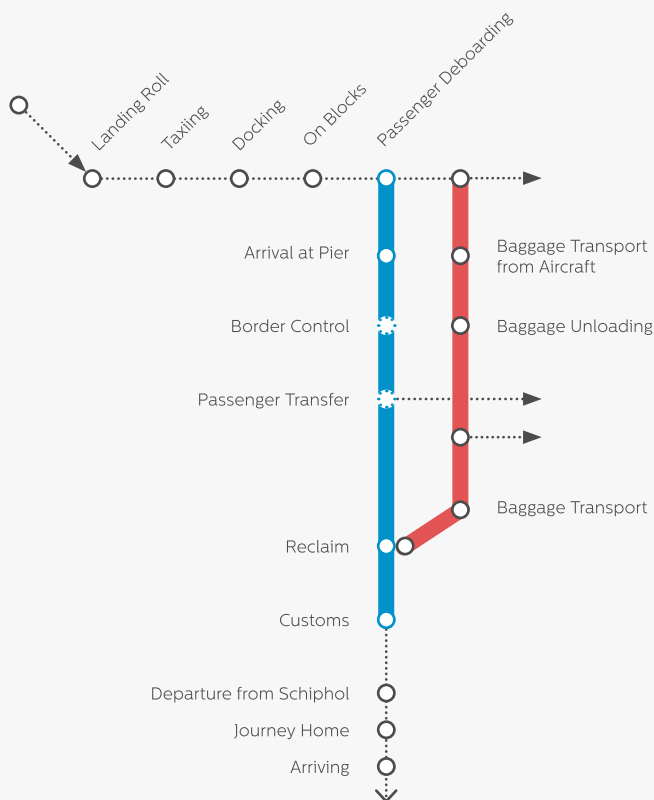 Landing Roll
Taxiing
Docking
On Blocks
Passenger Deboarding
Arrival at Pier
Baggage Transport
from Aircraft
Border Control
Baggage Unloading
Passenger Transfer
Baggage Transport
Reclaim
Customs
Departure from Schiphol
Journey Home
Arriving